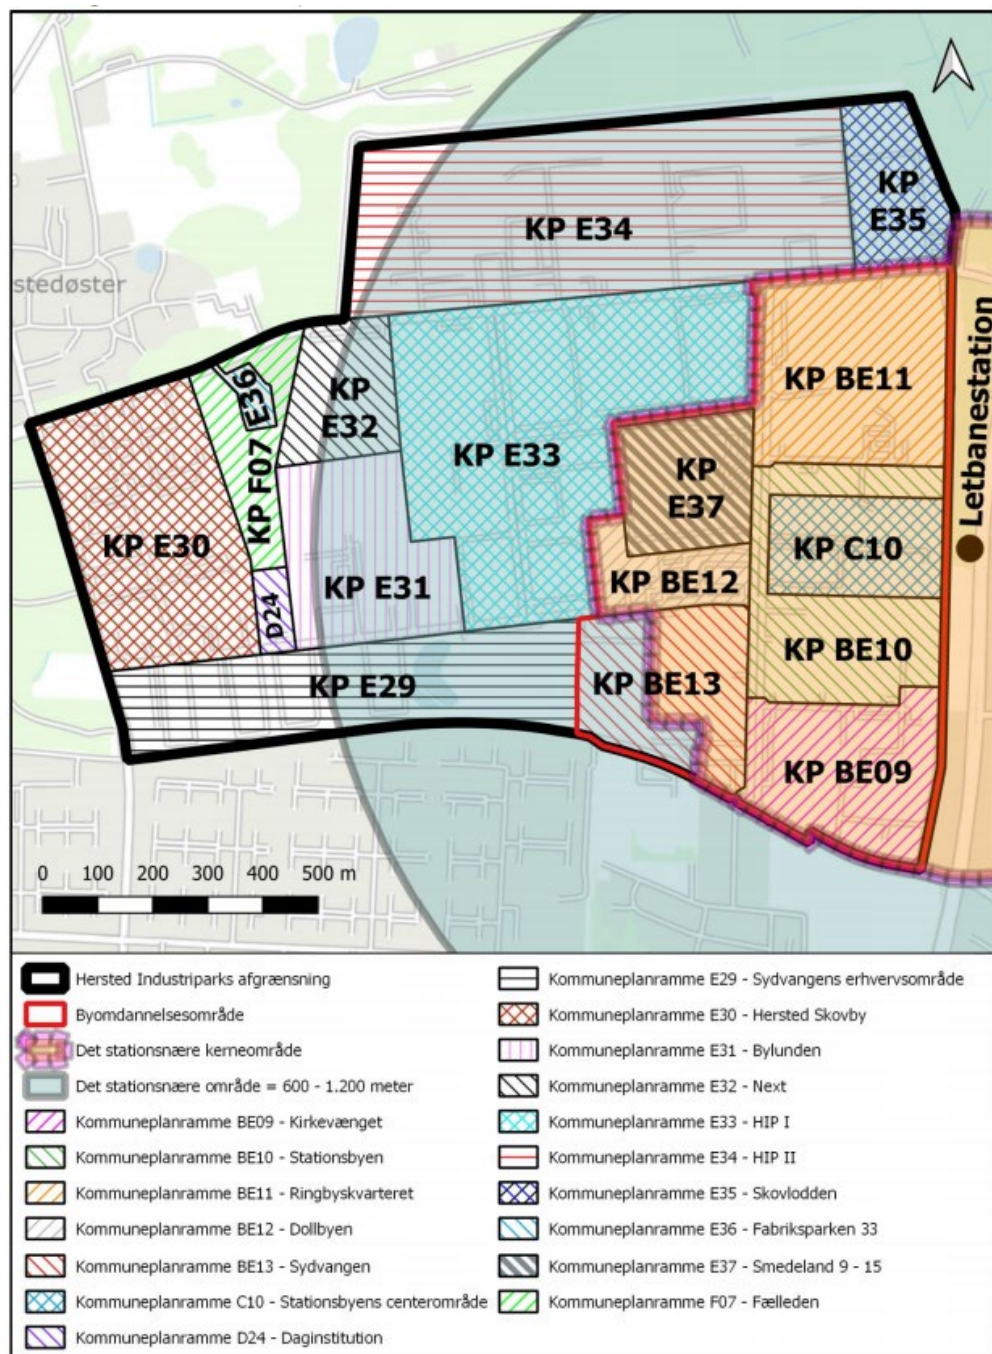 KP
E35
KP E34
stedøster
KP BE11
Letbanestation
E36
KP
E32
KP E33
KP
E37
KP F07
KP E30
KP C10
KP E31
KP BE12
D24
KP BE10
KP E29
KP BE13
KP BE09
0 100 200 300 400 500 m
Hersted Industriparks afgrænsning
Byomdannelsesområde
Det stationsnære kerneområde
Det stationsnære område = 600 - 1.200 meter
Kommuneplanramme BE09 - Kirkevænget
Kommuneplanramme BE10 - Stationsbyen
Kommuneplanramme BE11 - Ringbyskvarteret
Kommuneplanramme BE12 - Dollbyen
Kommuneplanramme BE13 - Sydvangen
Kommuneplanramme C10 - Stationsbyens centerområde
Kommuneplanramme D24 - Daginstitution
Kommuneplanramme E29 - Sydvangens erhvervsområde
Kommuneplanramme E30 - Hersted Skovby
Kommuneplanramme E31 - Bylunden
Kommuneplanramme E32 - Next
Kommuneplanramme E33 - HIP I
Kommuneplanramme E34 - HIP II
Kommuneplanramme E35 - Skovlodden
Kommuneplanramme E36 - Fabriksparken 33
Kommuneplanramme E37 - Smedeland 9 - 15
Kommuneplanramme F07 - Fælleden